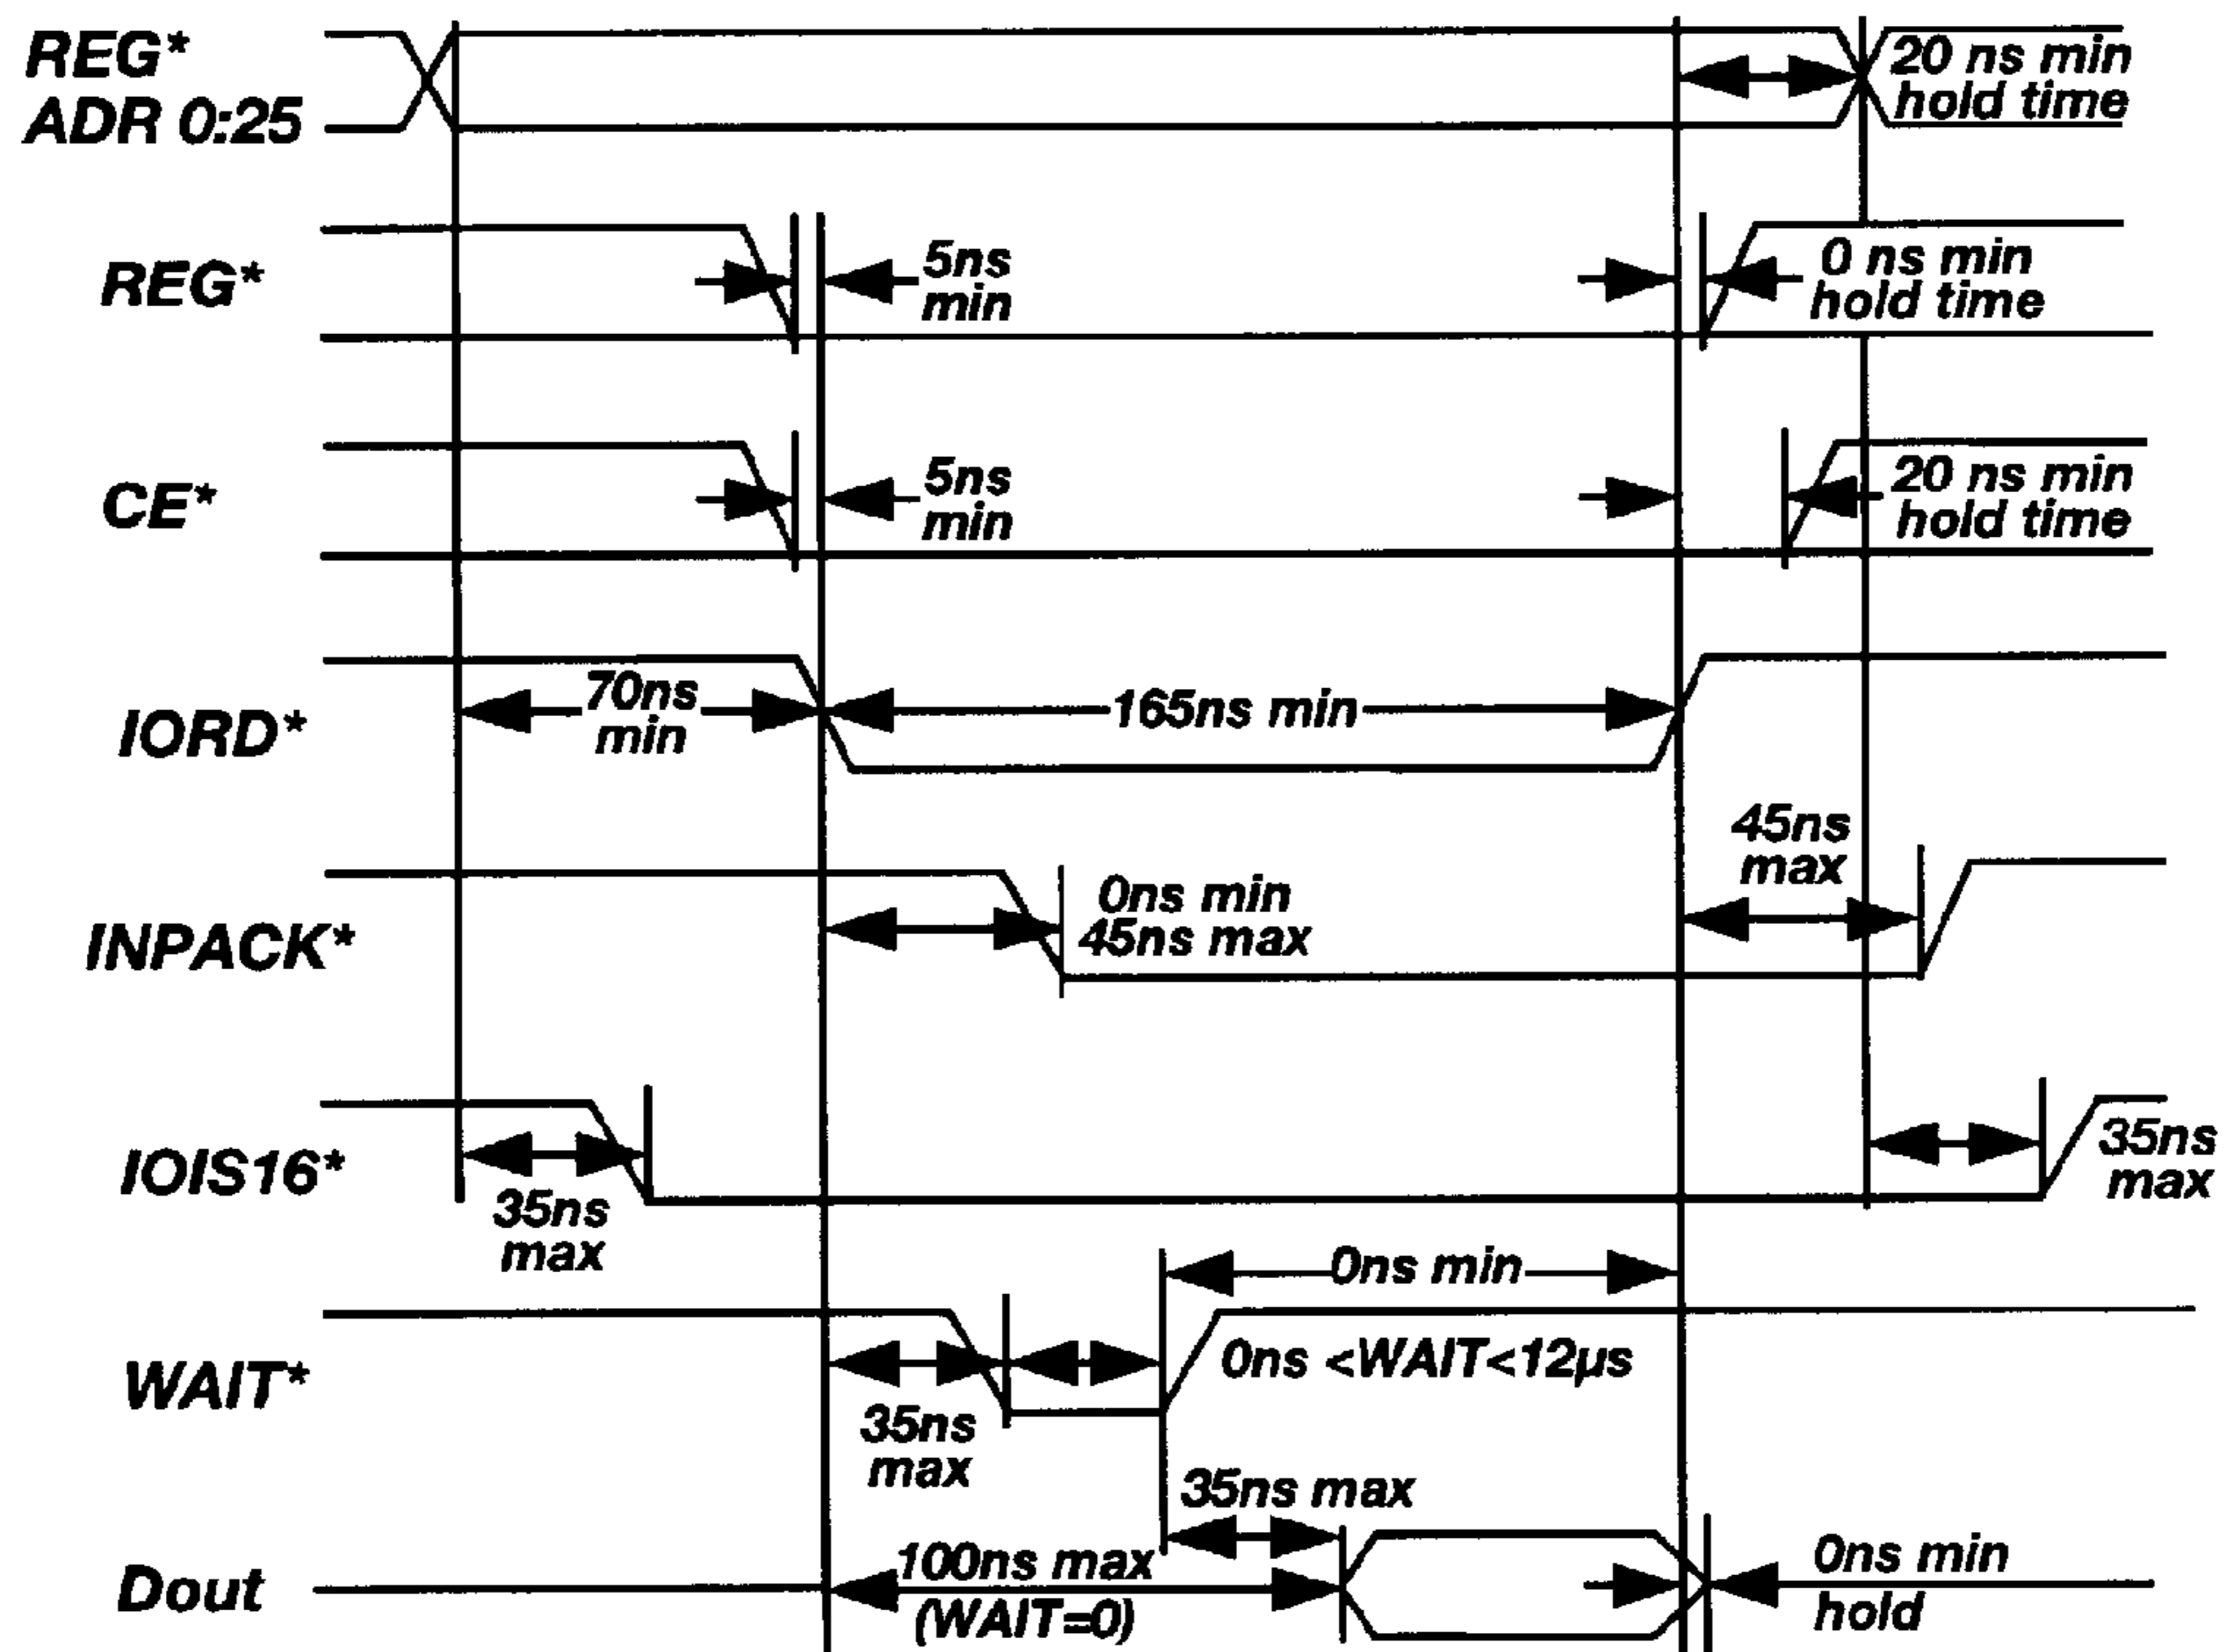 REG*
ADR 0:25
20 ns min
hold time
REG*
5ns
min
0 ns min
hold time
CE*
5ns
min
20 ns min
hold time
IORD*
70ns
min
165ns min
INPACK*
0ns min
45ns max
45ns
max
IOIS16*
35ns
max
35ns
max
WAIT*
0ns min
0ns <WAIT<12µs
35ns
max
35ns max
Dout
100ns max
(WAIT=0)
0ns min
hold